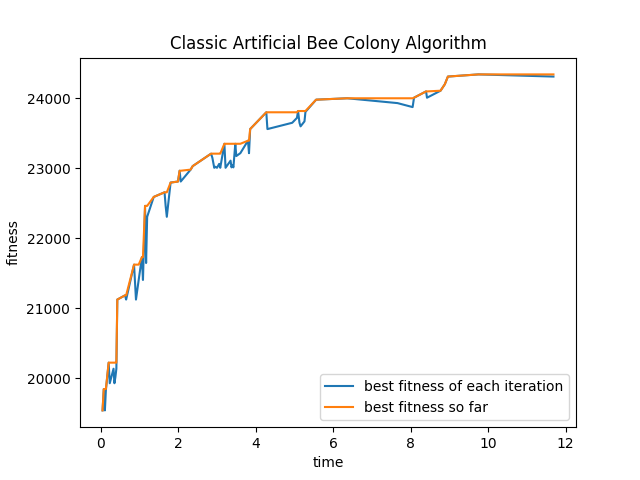 Classic Artificial Bee Colony Algorithm
fitness
24000
23000
22000
21000
20000
best fitness of each iteration
best fitness so far
0 2 4 6 8 10 12
time